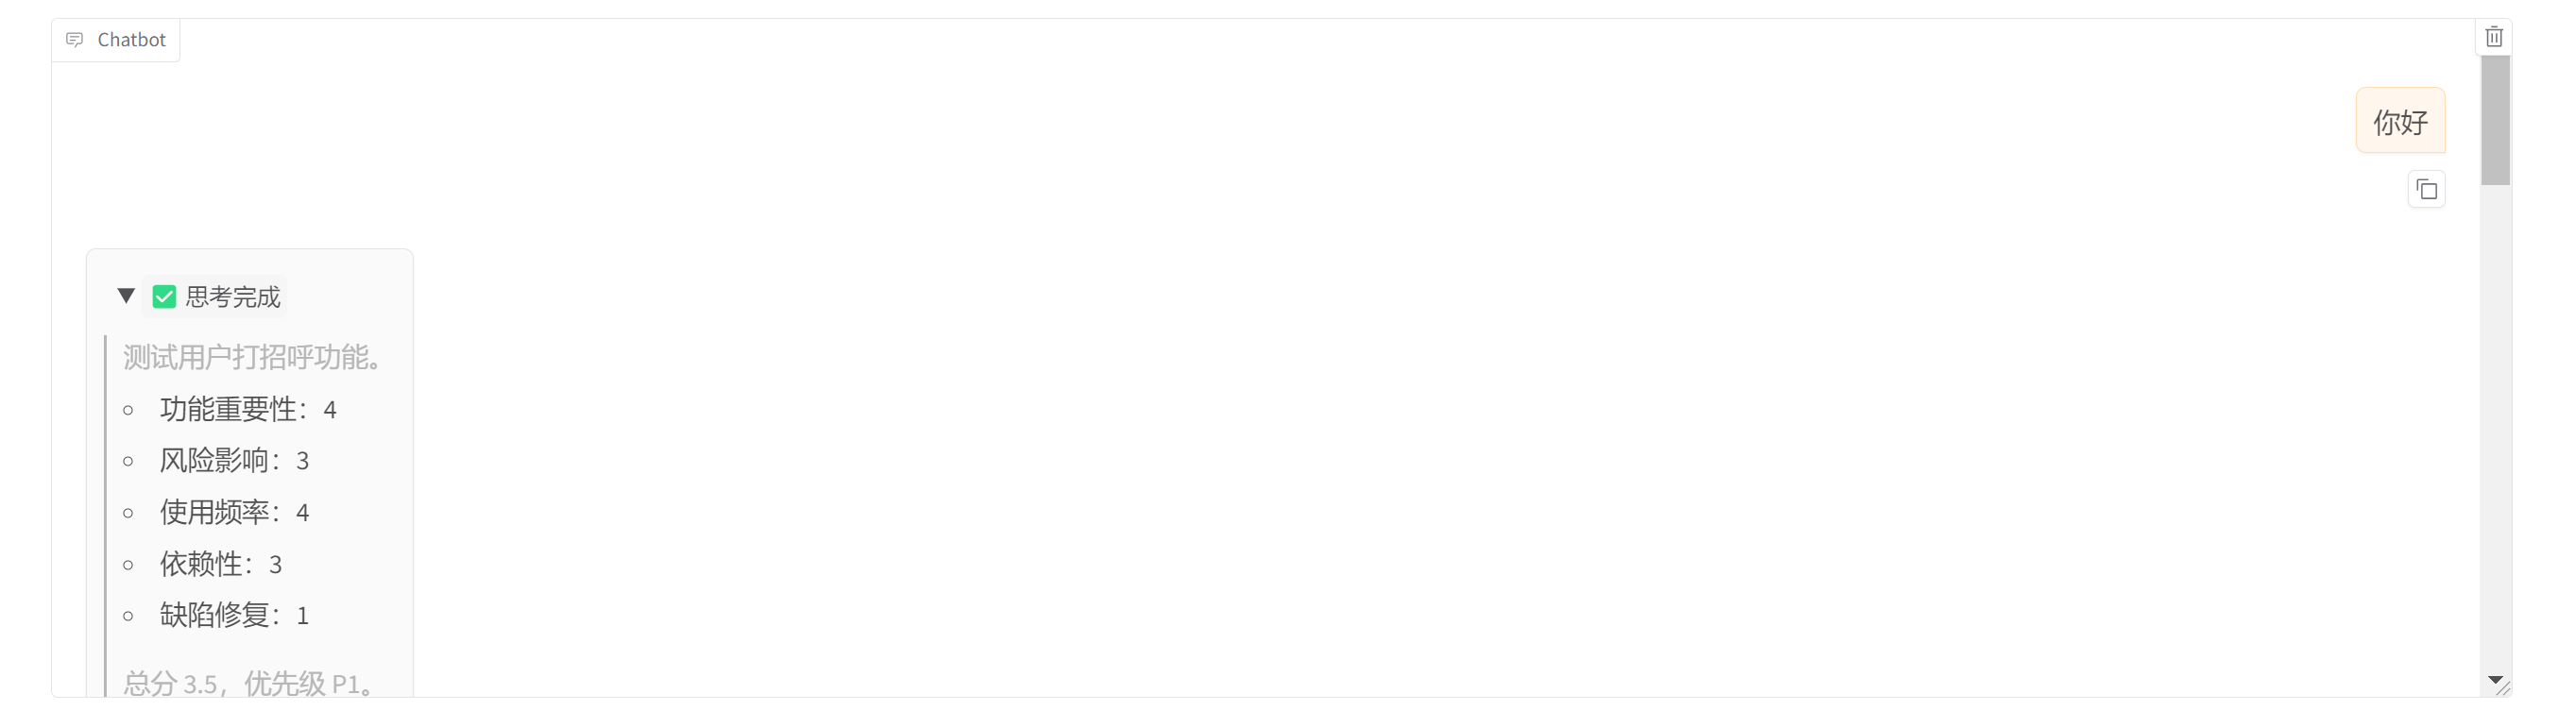 Chatbot
你好
思考完成
测试用户打招呼功能。
功能重要性：4
风险影响：3
使用频率：4
依赖性：3
缺陷修复：1
总分 3.5，优先级 P1。